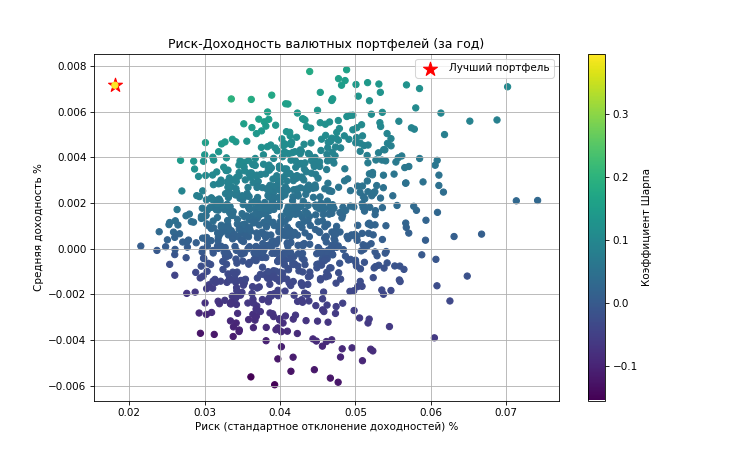 Риск-Доходность валютных портфелей (за год)
Лучший портфель
0.008
0.006
0.004
0.002
0.000
−0.002
−0.004
−0.006
Средняя доходность %
0.02 0.03 0.04 0.05 0.06 0.07
Риск (стандартное отклонение доходностей) %
0.3
0.2
0.1
0.0
−0.1
Коэффициент Шарпа